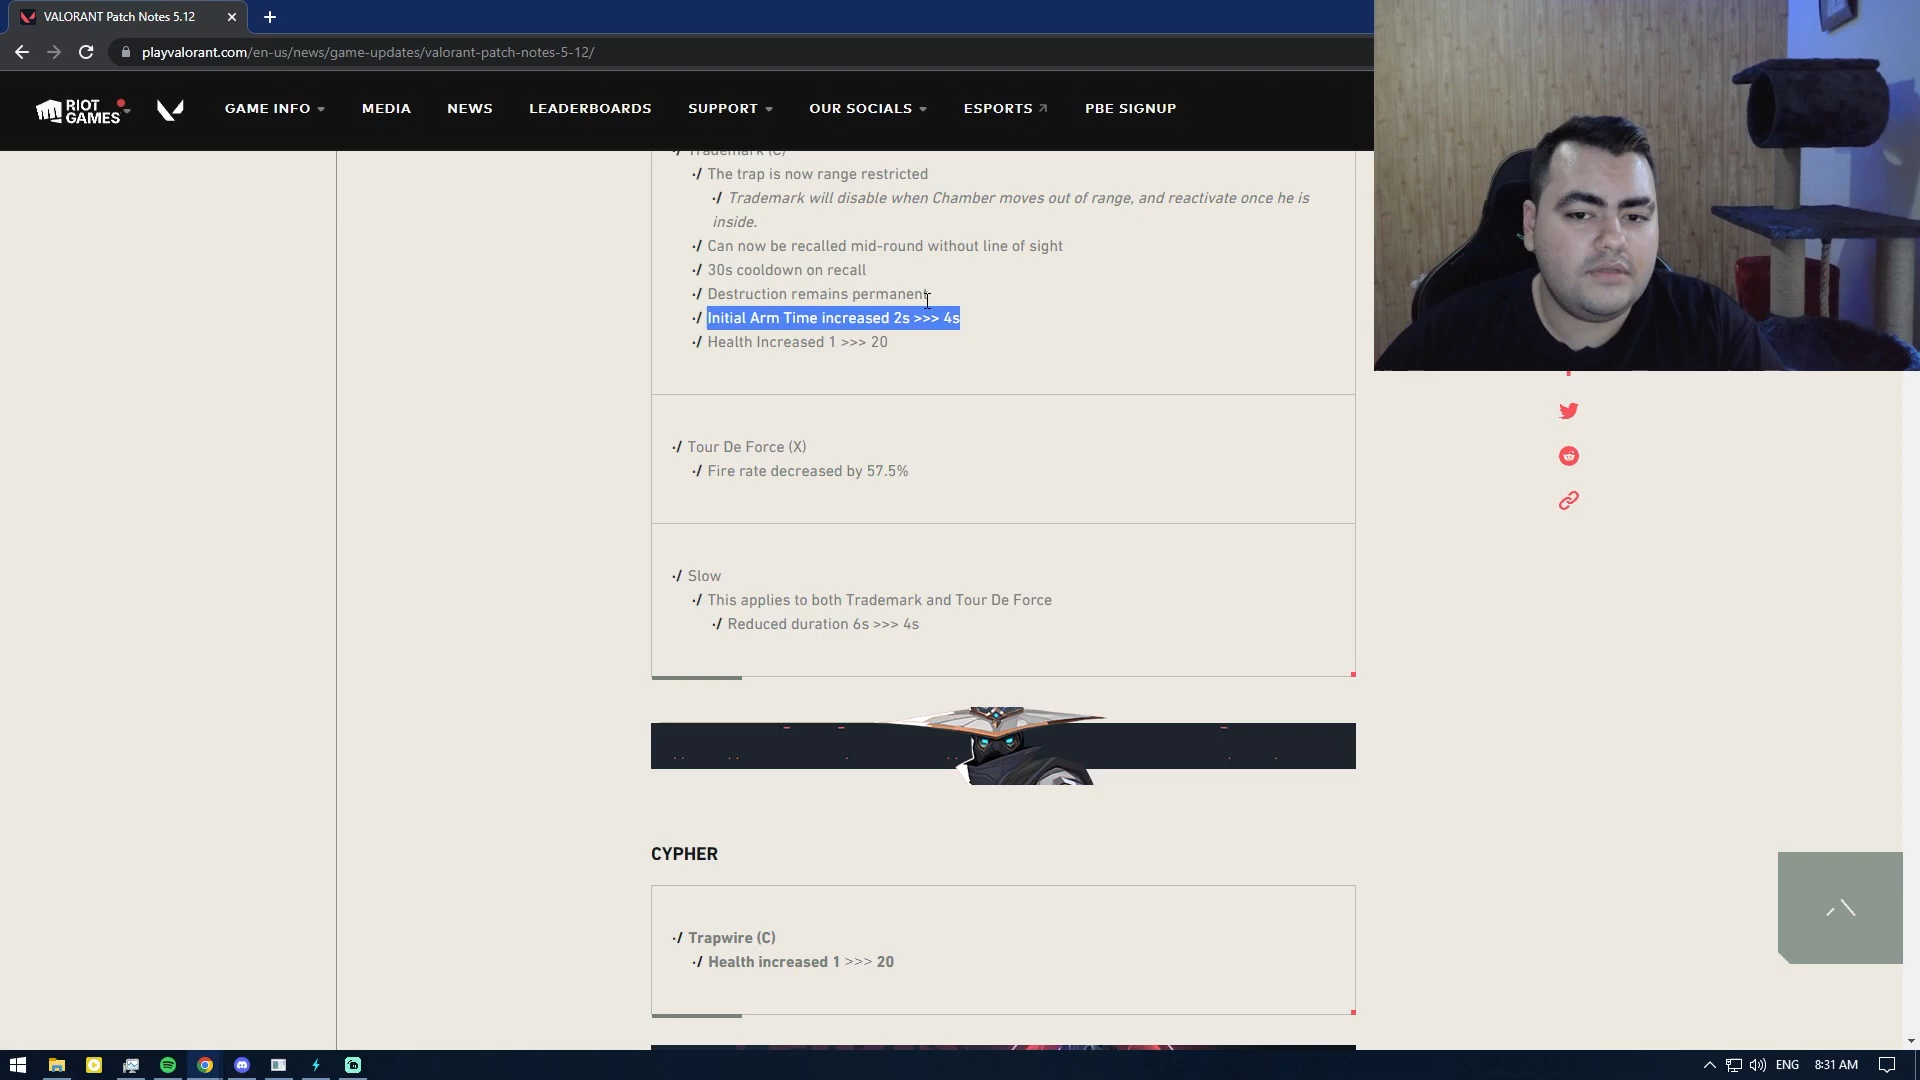 VALORANT Patch Notes 5.12
playvalorant.com/en-us/news/game-updates/valorant-patch-notes-5-12/
RIOT GAMES
GAME INFO MEDIA NEWS LEADERBOARDS SUPPORT OUR SOCIALS ESPORTS PBE SIGNUP
Trademark (C)
The trap is now range restricted
Trademark will disable when Chamber moves out of range, and reactivate once he is
inside.
Can now be recalled mid-round without line of sight
30s cooldown on recall
Destruction remains permanent
Initial Arm Time increased 2s >>> 4s
Health Increased 1 >>> 20
Tour De Force (X)
Fire rate decreased by 57.5%
Slow
This applies to both Trademark and Tour De Force
Reduced duration 6s >>> 4s
CYPHER
Trapwire (C)
Health increased 1 >>> 20
ENG 8:31 AM